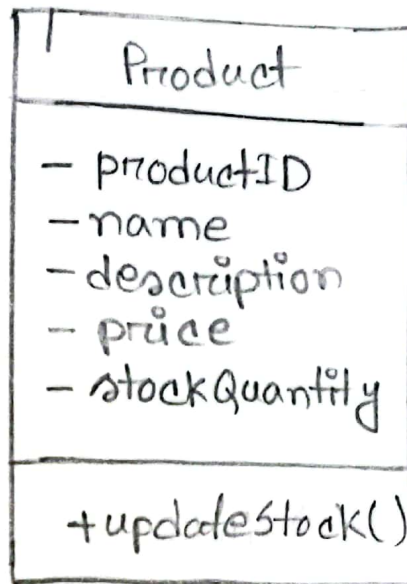 Product
- productID
- name
- description
- price
- stockQuantity
+ updateStock()